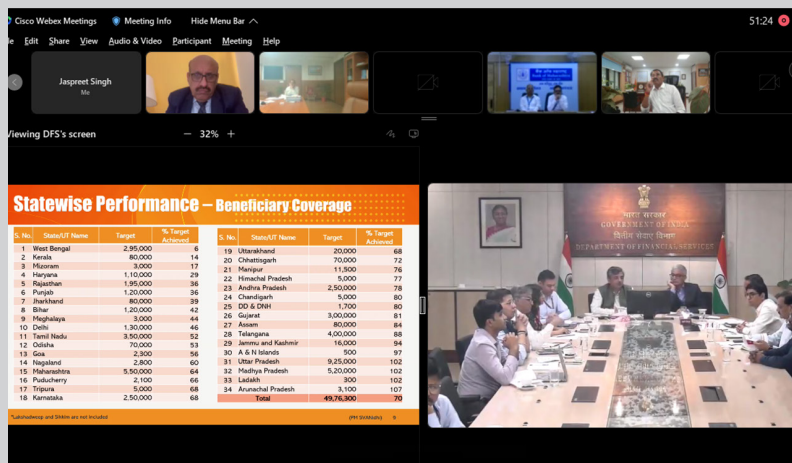 Cisco Webex Meetings Meeting Info Hide Menu Bar 51:24
Edit Share View Audio & Video Participant Meeting Help
Jaspreet Singh
Me
Viewing DFS's screen 32%
Statewise Performance – Beneficiary Coverage
S. No. State/UT Name Target % Target Achieved
1 West Bengal 2,95,000 6
2 Kerala 80,000 14
3 Mizoram 3,000 17
4 Haryana 1,10,000 29
5 Rajasthan 1,95,000 36
6 Punjab 1,20,000 36
7 Jharkhand 80,000 39
8 Bihar 1,20,000 42
9 Meghalaya 3,000 44
10 Delhi 1,30,000 46
11 Tamil Nadu 3,50,000 52
12 Odisha 70,000 53
13 Goa 2,300 56
14 Nagaland 2,800 60
15 Maharashtra 5,50,000 64
16 Puducherry 2,100 66
17 Tripura 5,000 68
18 Karnataka 2,50,000 68
S. No. State/UT Name Target % Target Achieved
19 Uttarakhand 20,000 68
20 Chhattisgarh 70,000 72
21 Manipur 11,500 76
22 Himachal Pradesh 5,000 77
23 Andhra Pradesh 2,50,000 78
24 Chandigarh 5,000 80
25 DD & DNH 1,700 80
26 Gujarat 3,00,000 81
27 Assam 80,000 84
28 Telangana 4,00,000 88
29 Jammu and Kashmir 16,000 94
30 A & N Islands 500 97
31 Uttar Pradesh 9,25,000 102
32 Madhya Pradesh 5,20,000 102
33 Ladakh 300 102
34 Arunachal Pradesh 3,100 107
Total 49,76,300 70
*Lakshadweep and Sikkim are not included
(PM SVANidhi) 6
भारत सरकार
GOVERNMENT OF INDIA
वित्तीय सेवाएं विभाग
DEPARTMENT OF FINANCIAL SERVICES